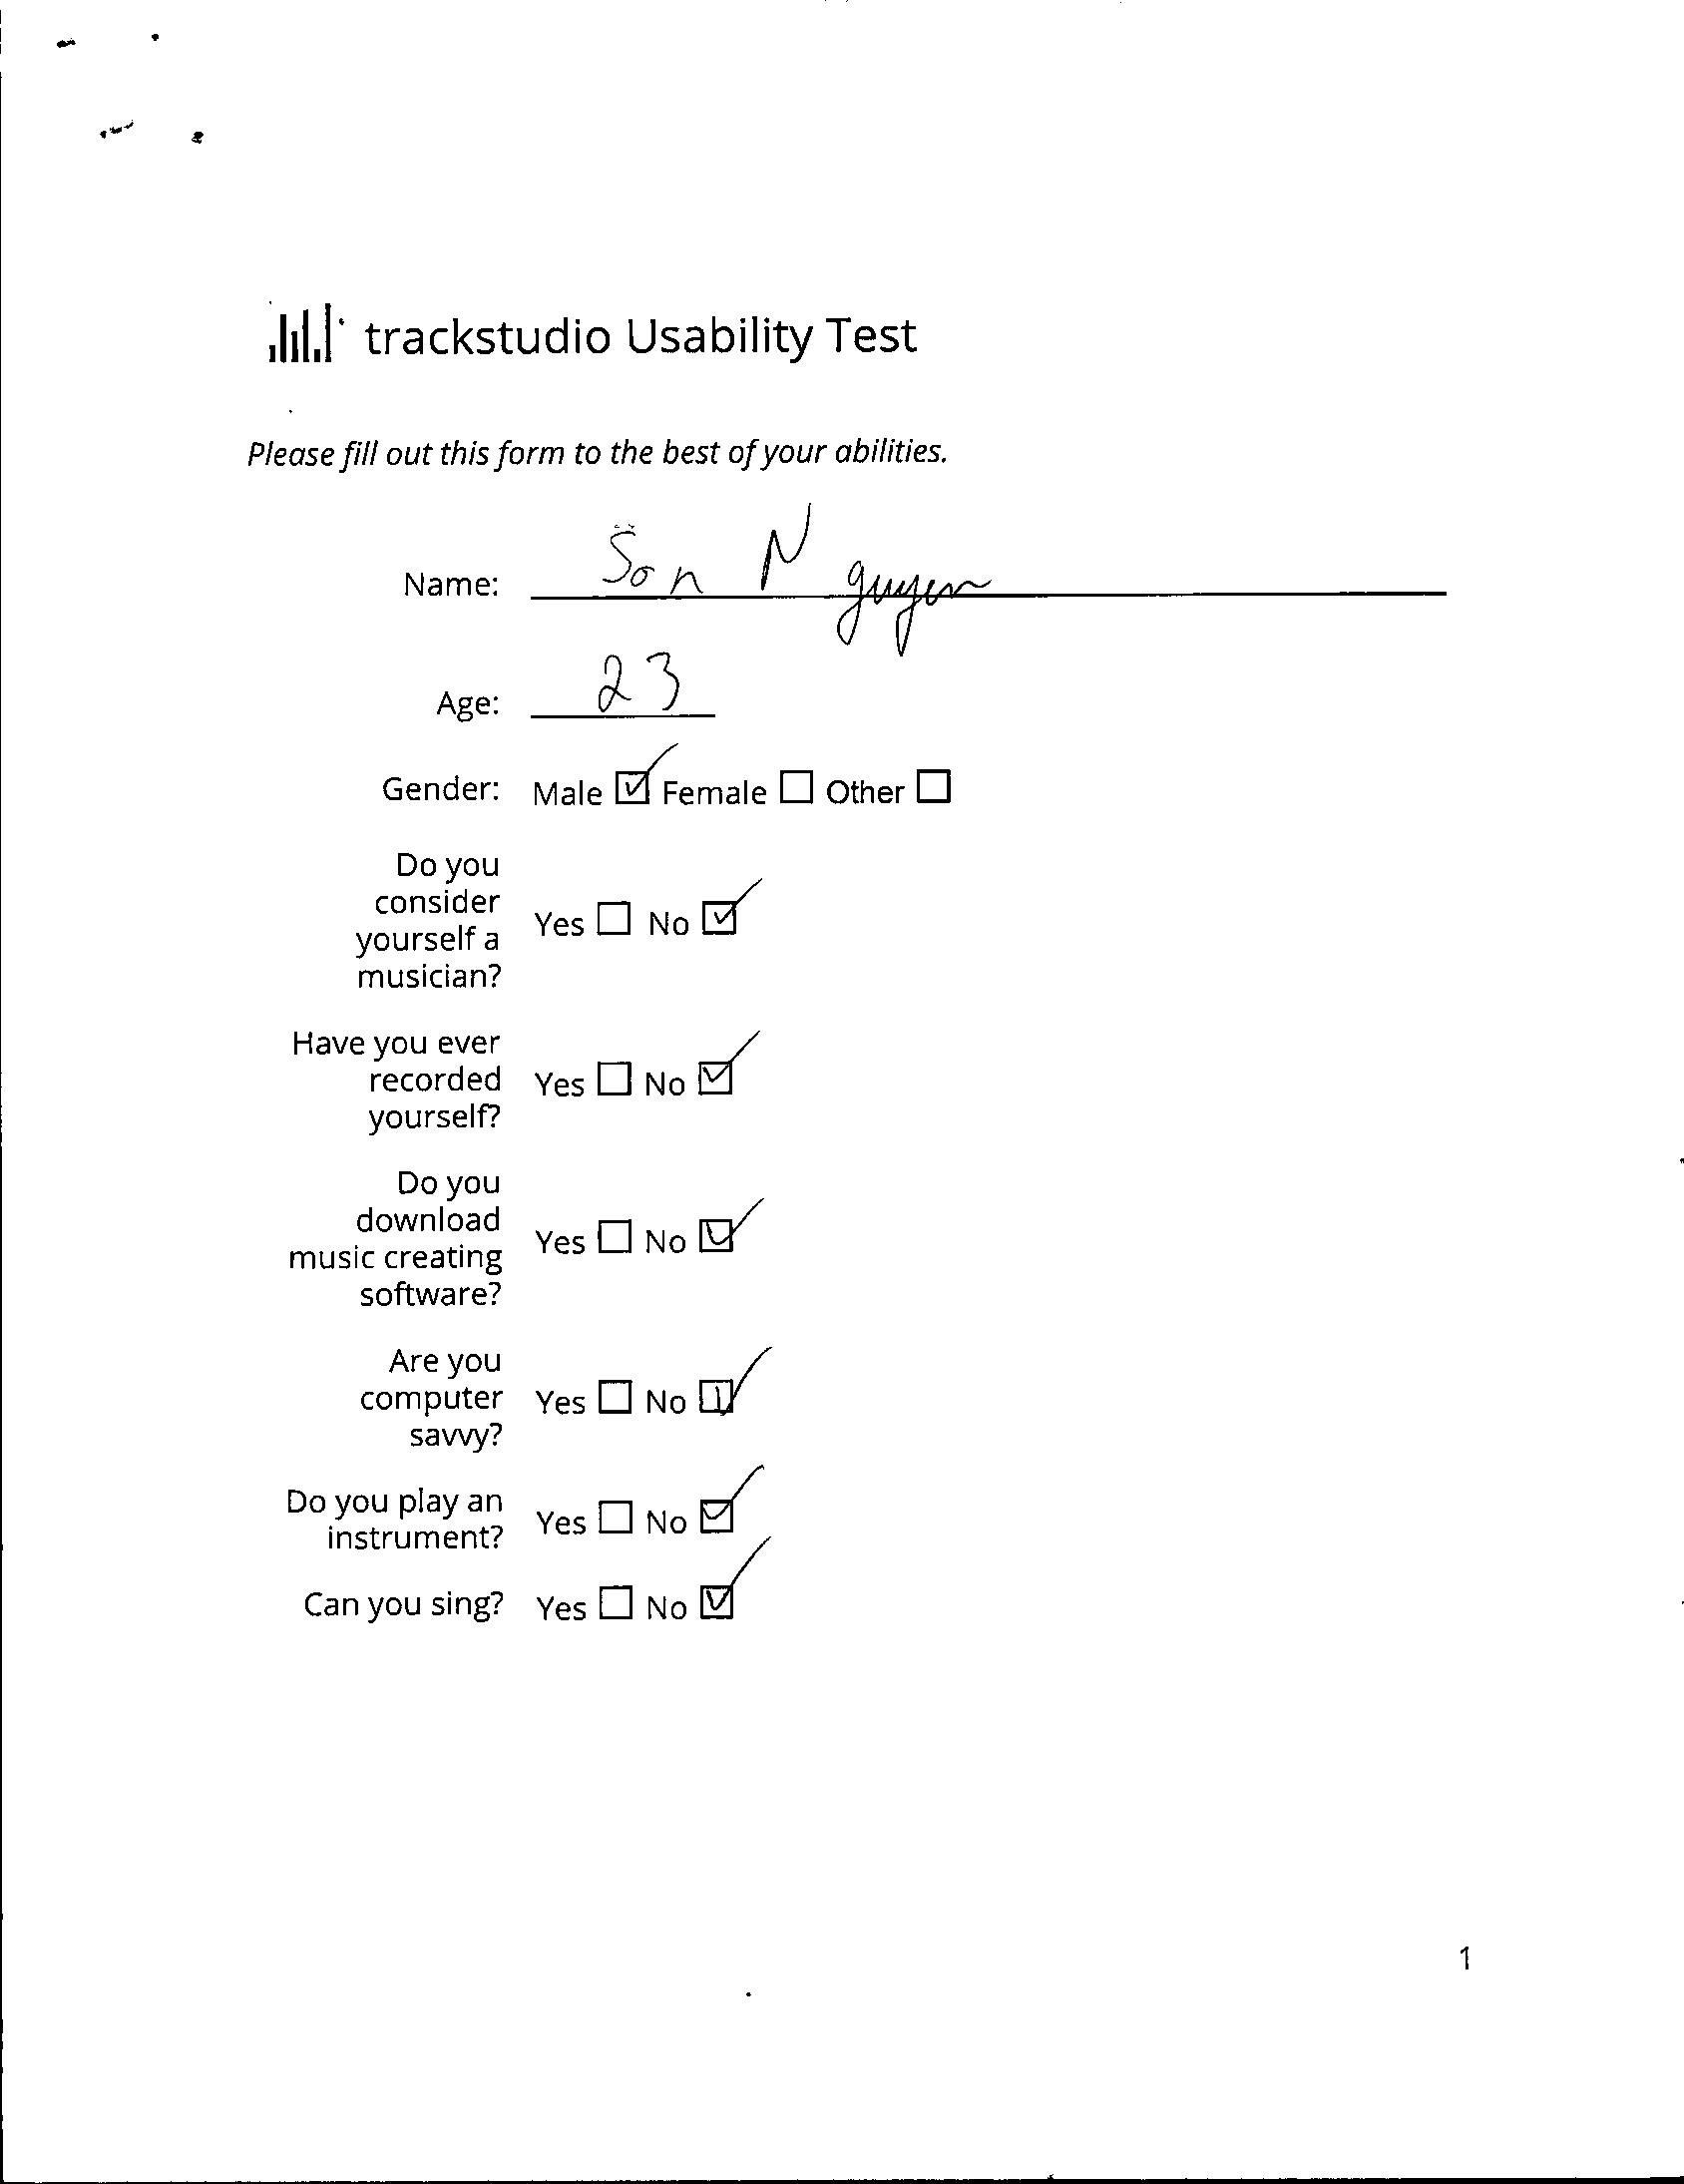 trackstudio Usability Test
Please fill out this form to the best of your abilities.
Name: Son Nguyen
Age: 23
Gender: Male ☑ Female ☐ Other ☐
Do you
consider
yourself a
musician?
Yes ☐ No ☑
Have you ever
recorded
yourself?
Yes ☐ No ☑
Do you
download
music creating
software?
Yes ☐ No ☑
Are you
computer
savvy?
Yes ☐ No ☑
Do you play an
instrument?
Yes ☐ No ☑
Can you sing? Yes ☐ No ☑
1